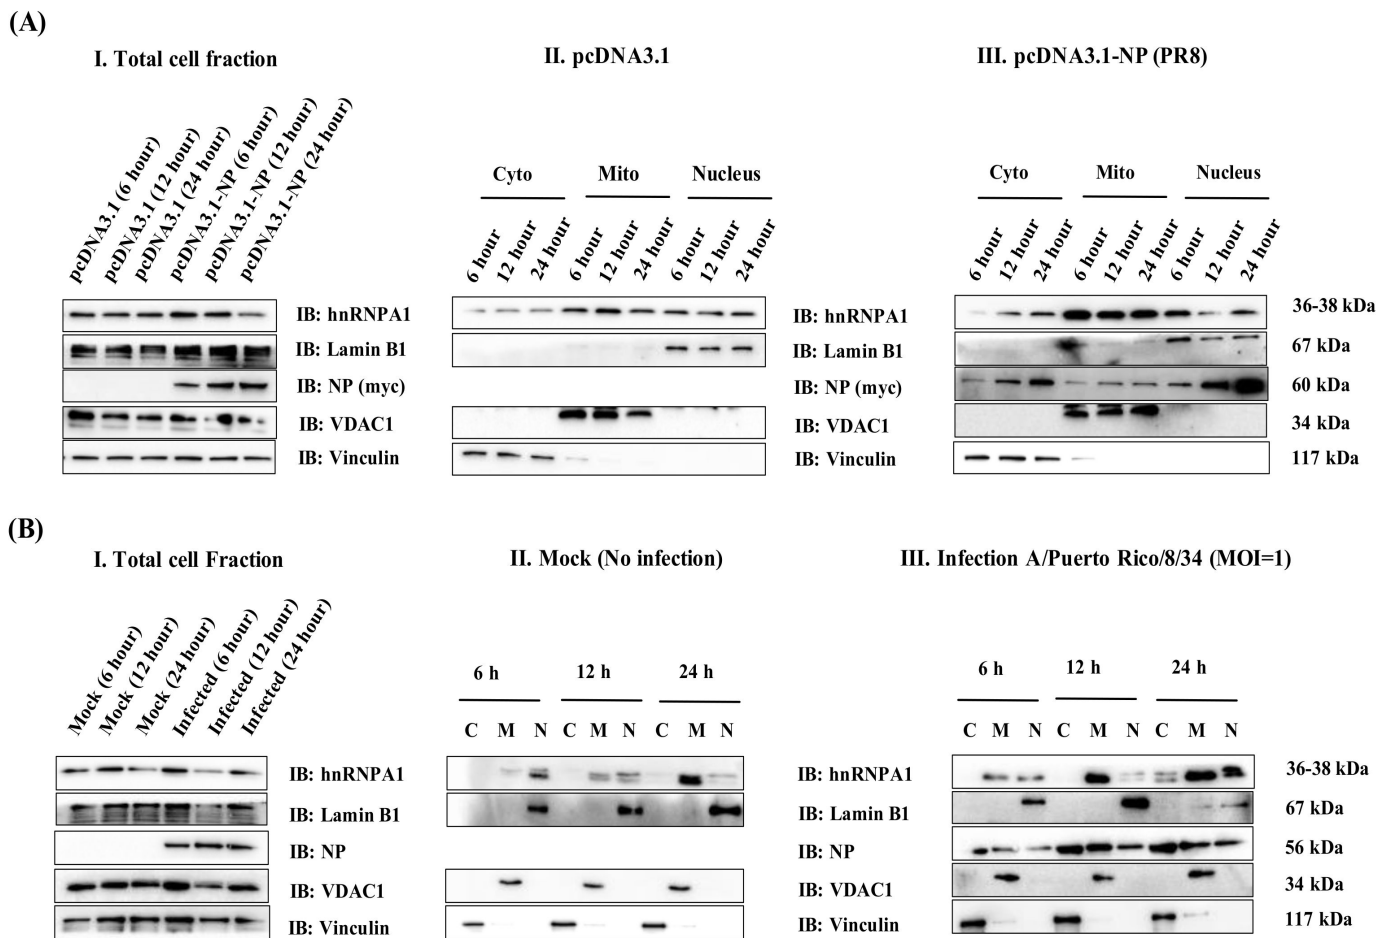 (A)
I. Total cell fraction
II. pcDNA3.1
III. pcDNA3.1-NP (PR8)
pcDNA3.1 (6 hour)
pcDNA3.1 (12 hour)
pcDNA3.1 (24 hour)
pcDNA3.1-NP (6 hour)
pcDNA3.1-NP (12 hour)
pcDNA3.1-NP (24 hour)
Cyto Mito Nucleus
6 hour 12 hour 24 hour 6 hour 12 hour 24 hour 6 hour 12 hour 24 hour
Cyto Mito Nucleus
6 hour 12 hour 24 hour 6 hour 12 hour 24 hour 6 hour 12 hour 24 hour
IB: hnRNPA1 IB: hnRNPA1 36-38 kDa
IB: Lamin B1 IB: Lamin B1 67 kDa
IB: NP (myc) IB: NP (myc) 60 kDa
IB: VDAC1 IB: VDAC1 34 kDa
IB: Vinculin IB: Vinculin 117 kDa
(B)
I. Total cell Fraction
II. Mock (No infection)
III. Infection A/Puerto Rico/8/34 (MOI=1)
Mock (6 hour)
Mock (12 hour)
Mock (24 hour)
Infected (6 hour)
Infected (12 hour)
Infected (24 hour)
6 h 12 h 24 h
C M N C M N C M N
6 h 12 h 24 h
C M N C M N C M N
IB: hnRNPA1 IB: hnRNPA1 36-38 kDa
IB: Lamin B1 IB: Lamin B1 67 kDa
IB: NP IB: NP 56 kDa
IB: VDAC1 IB: VDAC1 34 kDa
IB: Vinculin IB: Vinculin 117 kDa